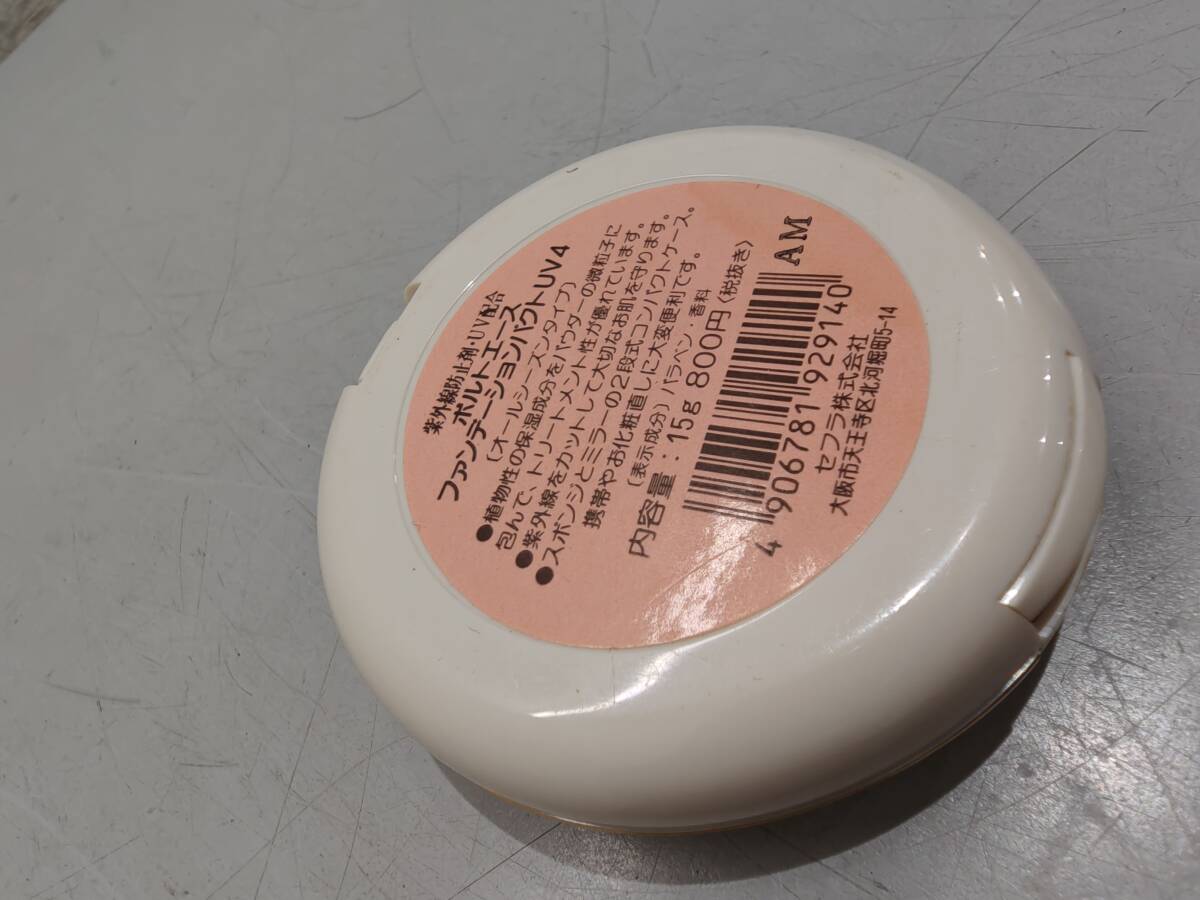 紫外線防止剤・UV配合
ポルトエース
ファンデーションパクトUV4
(オールシーズンタイプ)
●植物性の保湿成分をパウダーの微粒子に
包んで、トリートメント性が優れています。
●紫外線をカットして大切なお肌を守ります。
●スポンジとミラーの2段式コンパクトケース。
携帯やお化粧直しに大変便利です。
(表示成分) パラベン・香料
内容量:15g 800円〈税抜き〉
AM
4 906781 929140
セフラ株式会社
大阪市天王寺区北河堀町5-14